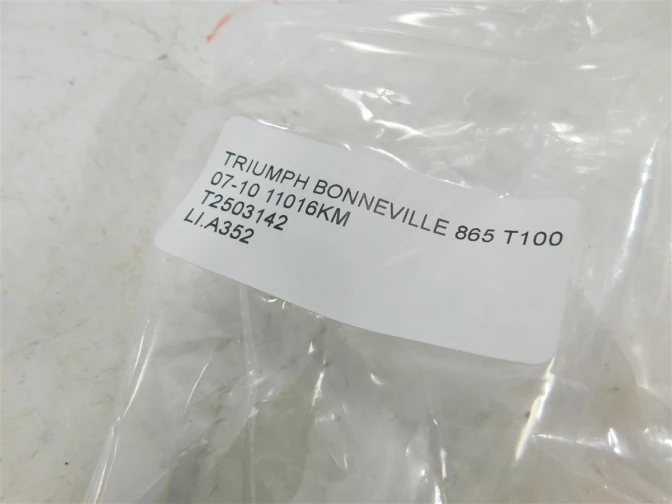 TRIUMPH BONNEVILLE 865 T100
07-10 11016KM
T2503142
LI.A352